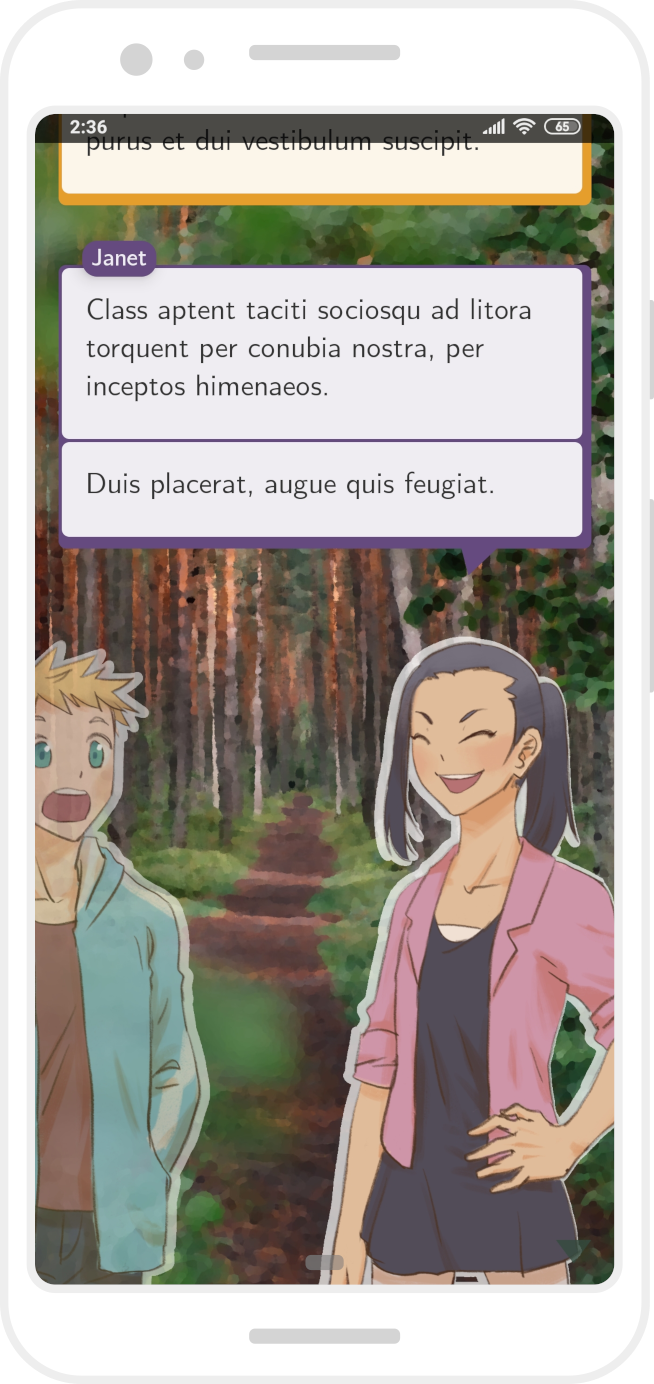 2:36
65
purus et dui vestibulum suscipit.
Janet
Class aptent taciti sociosqu ad litora
torquent per conubia nostra, per
inceptos himenaeos.
Duis placerat, augue quis feugiat.